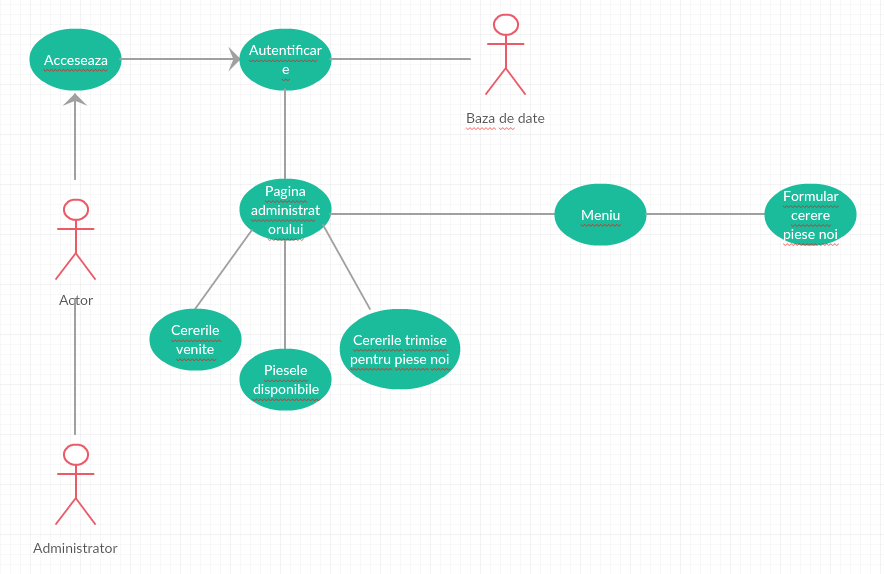 Acceseaza
Autentificar
e
Baza de date
Pagina
administrat
orului
Meniu
Formular
cerere
piese noi
Actor
Cererile
venite
Piesele
disponibile
Cererile trimise
pentru piese noi
Administrator